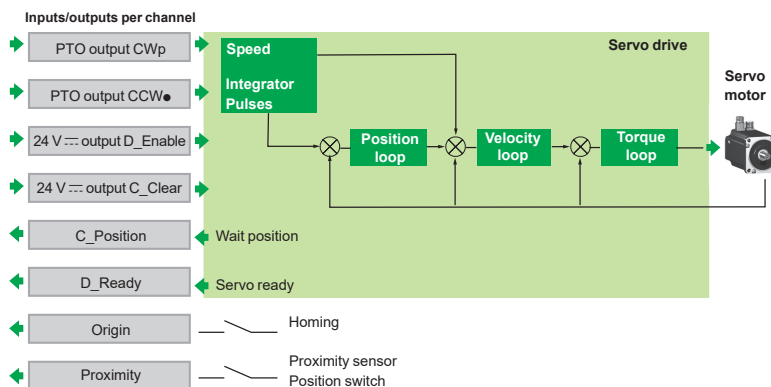 Inputs/outputs per channel
PTO output CWp
PTO output CCW●
24 V ⎓ output D_Enable
24 V ⎓ output C_Clear
C_Position
D_Ready
Origin
Proximity
Speed
Integrator
Pulses
Servo drive
Position
loop
Velocity
loop
Torque
loop
Servo
motor
Wait position
Servo ready
Homing
Proximity sensor
Position switch